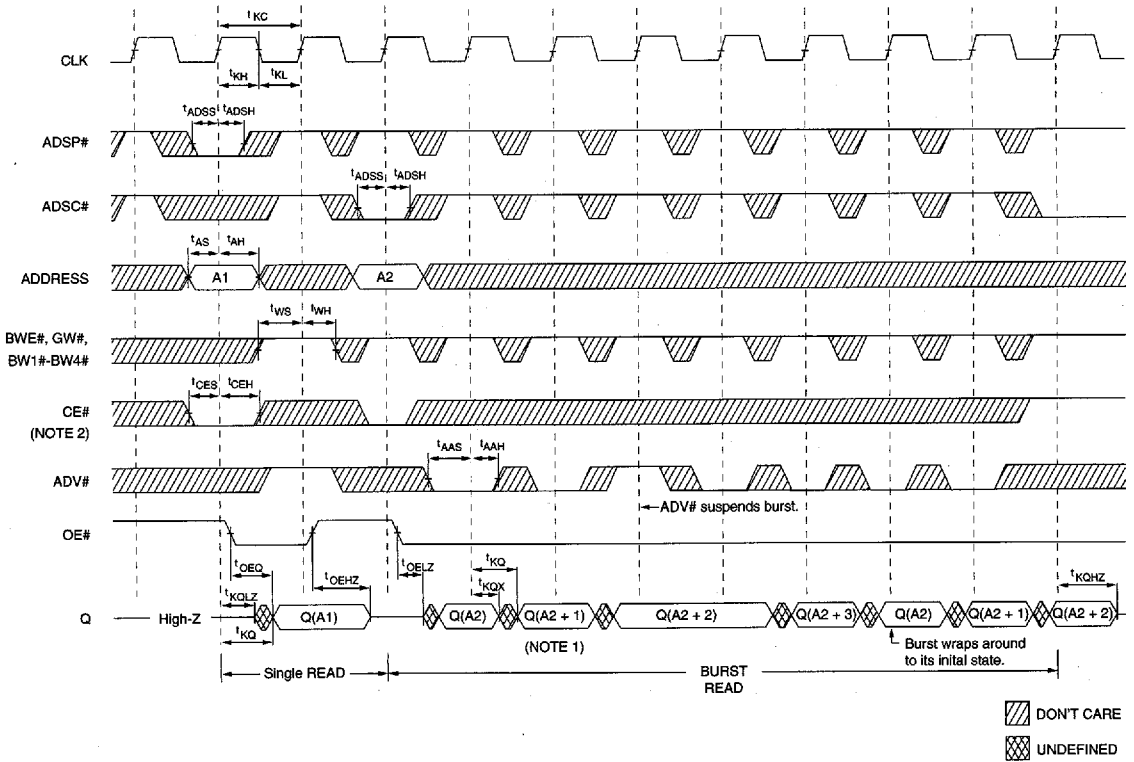 tKC
CLK
tKH tKL
tADSS tADSH
ADSP#
tADSS tADSH
ADSC#
tAS tAH
ADDRESS A1 A2
tWS tWH
BWE#, GW#,
BW1#-BW4#
tCES tCEH
CE#
(NOTE 2)
tAAS tAAH
ADV#
ADV# suspends burst.
OE#
tOEQ tOEHZ tOELZ tKQ
tKQLZ tKQX tKQHZ
Q High-Z Q(A1) Q(A2) Q(A2 + 1) Q(A2 + 2) Q(A2 + 3) Q(A2) Q(A2 + 1) Q(A2 + 2)
tKQ
(NOTE 1)
Burst wraps around
to its inital state.
Single READ BURST
READ
DON'T CARE
UNDEFINED